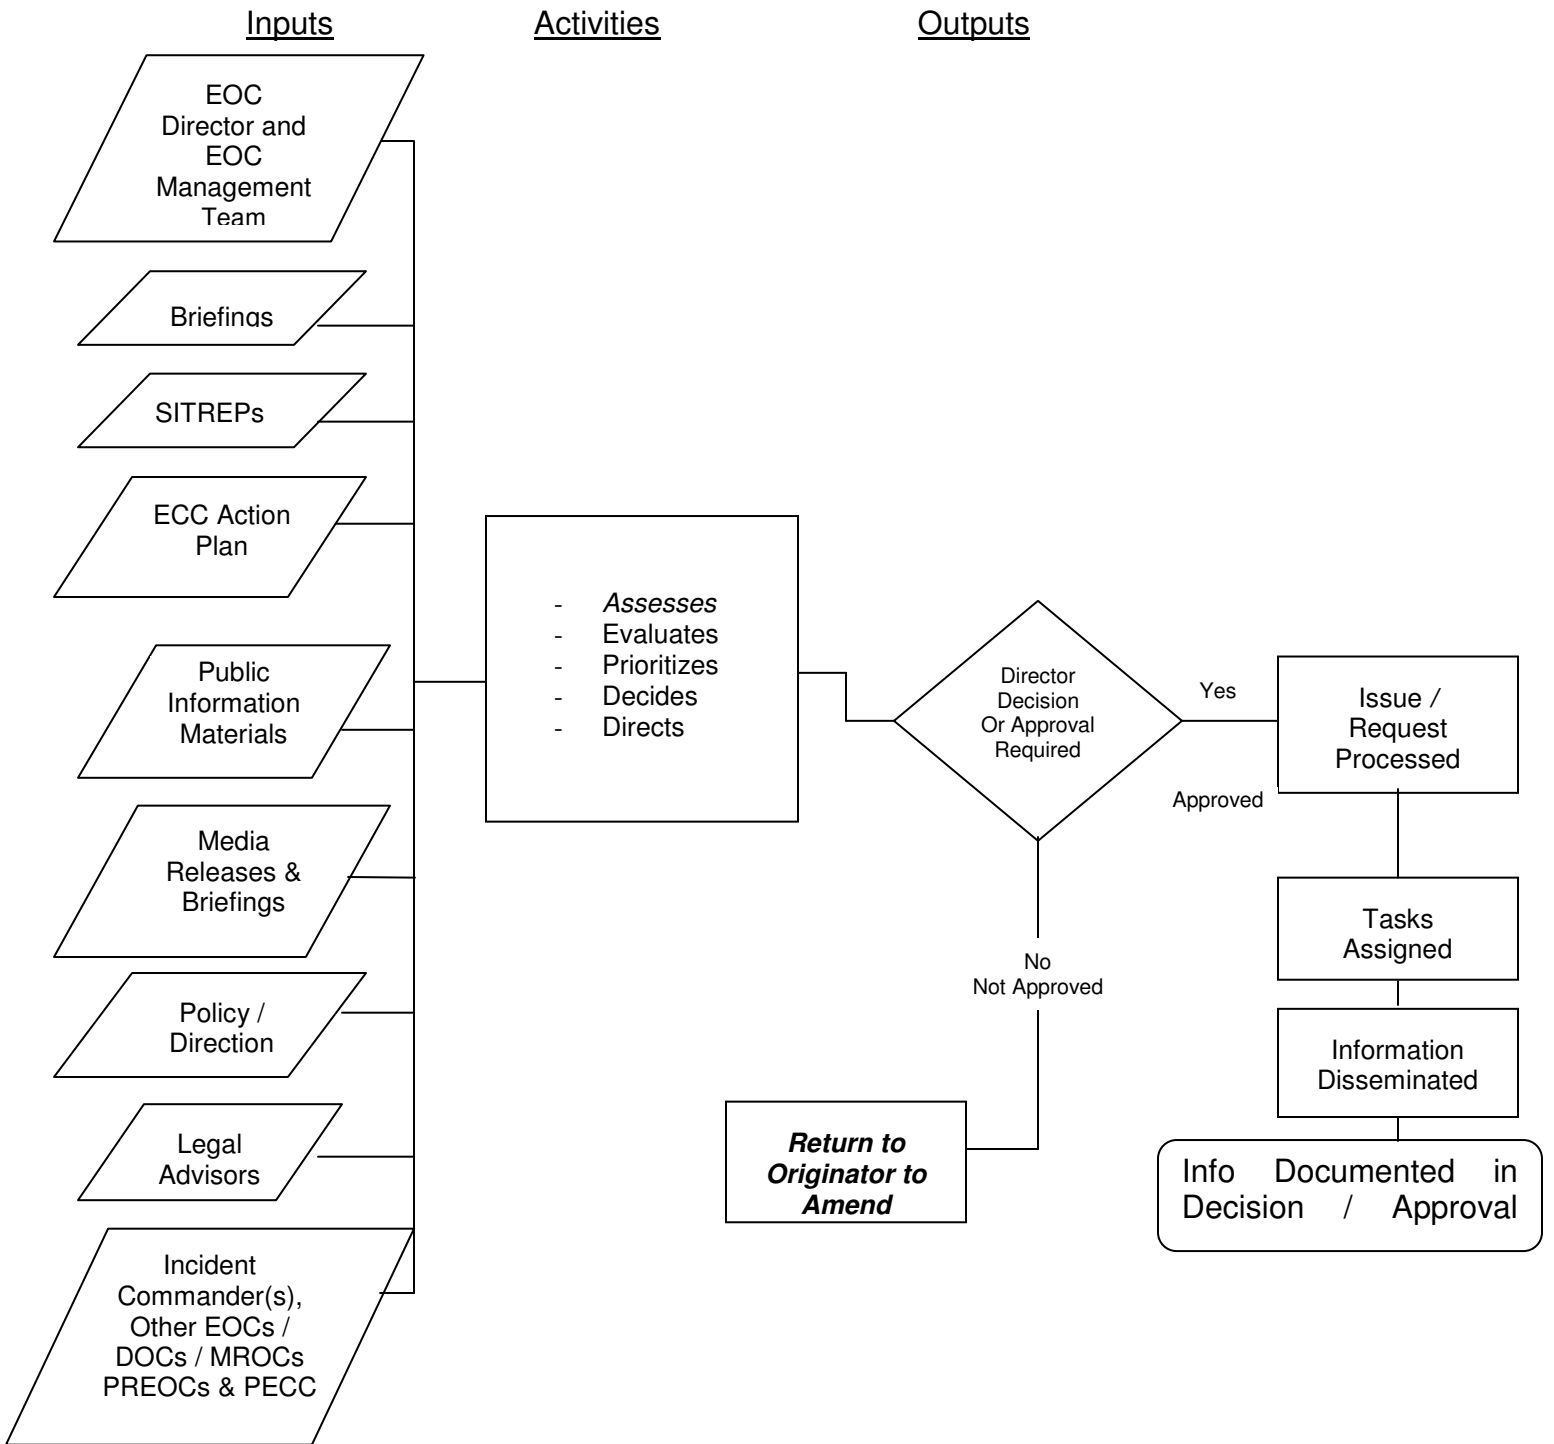 Inputs Activities Outputs
EOC
Director and
EOC
Management
Team
Briefings
SITREPs
ECC Action
Plan
Public
Information
Materials
Media
Releases &
Briefings
Policy /
Direction
Legal
Advisors
Incident
Commander(s),
Other EOCs /
DOCs / MROCs
PREOCs & PECC
- Assesses
- Evaluates
- Prioritizes
- Decides
- Directs
Director
Decision
Or Approval
Required
Yes
Approved
No
Not Approved
Return to
Originator to
Amend
Issue /
Request
Processed
Tasks
Assigned
Information
Disseminated
Info Documented in
Decision / Approval